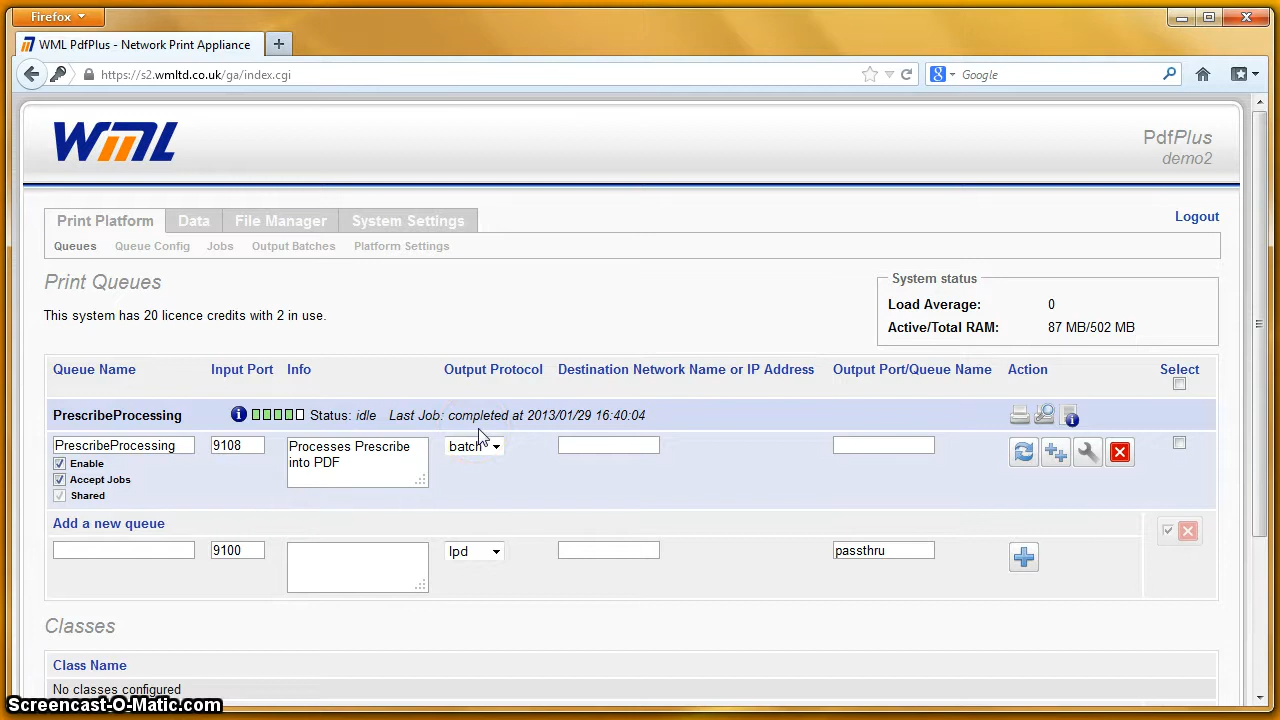 Firefox
WML PdfPlus - Network Print Appliance
https://s2.wmltd.co.uk/ga/index.cgi
Google
WML
PdfPlus
demo2
Print Platform Data File Manager System Settings
Logout
Queues Queue Config Jobs Output Batches Platform Settings
Print Queues
System status
This system has 20 licence credits with 2 in use.
Load Average: 0
Active/Total RAM: 87 MB/502 MB
Queue Name Input Port Info Output Protocol Destination Network Name or IP Address Output Port/Queue Name Action Select
PrescribeProcessing Status: idle Last Job: completed at 2013/01/29 16:40:04
PrescribeProcessing 9108 Processes Prescribe into PDF batch
Enable
Accept Jobs
Shared
Add a new queue
9100 lpd passthru
Classes
Class Name
No classes configured
Screencast-O-Matic.com